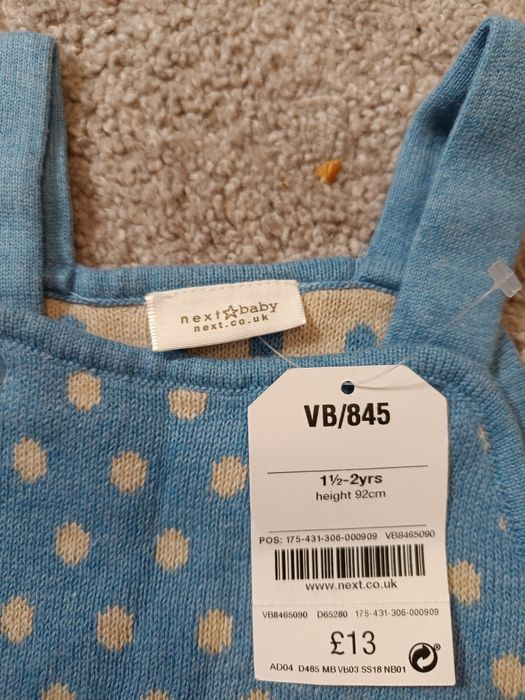 next☆baby
next.co.uk
VB/845
1½-2yrs
height 92cm
POS: 175-431-306-000909 VB8465090
www.next.co.uk
VB8465090 D65280 175-431-306-000909
£13
AD04 D485 MB VB03 SS18 NB01